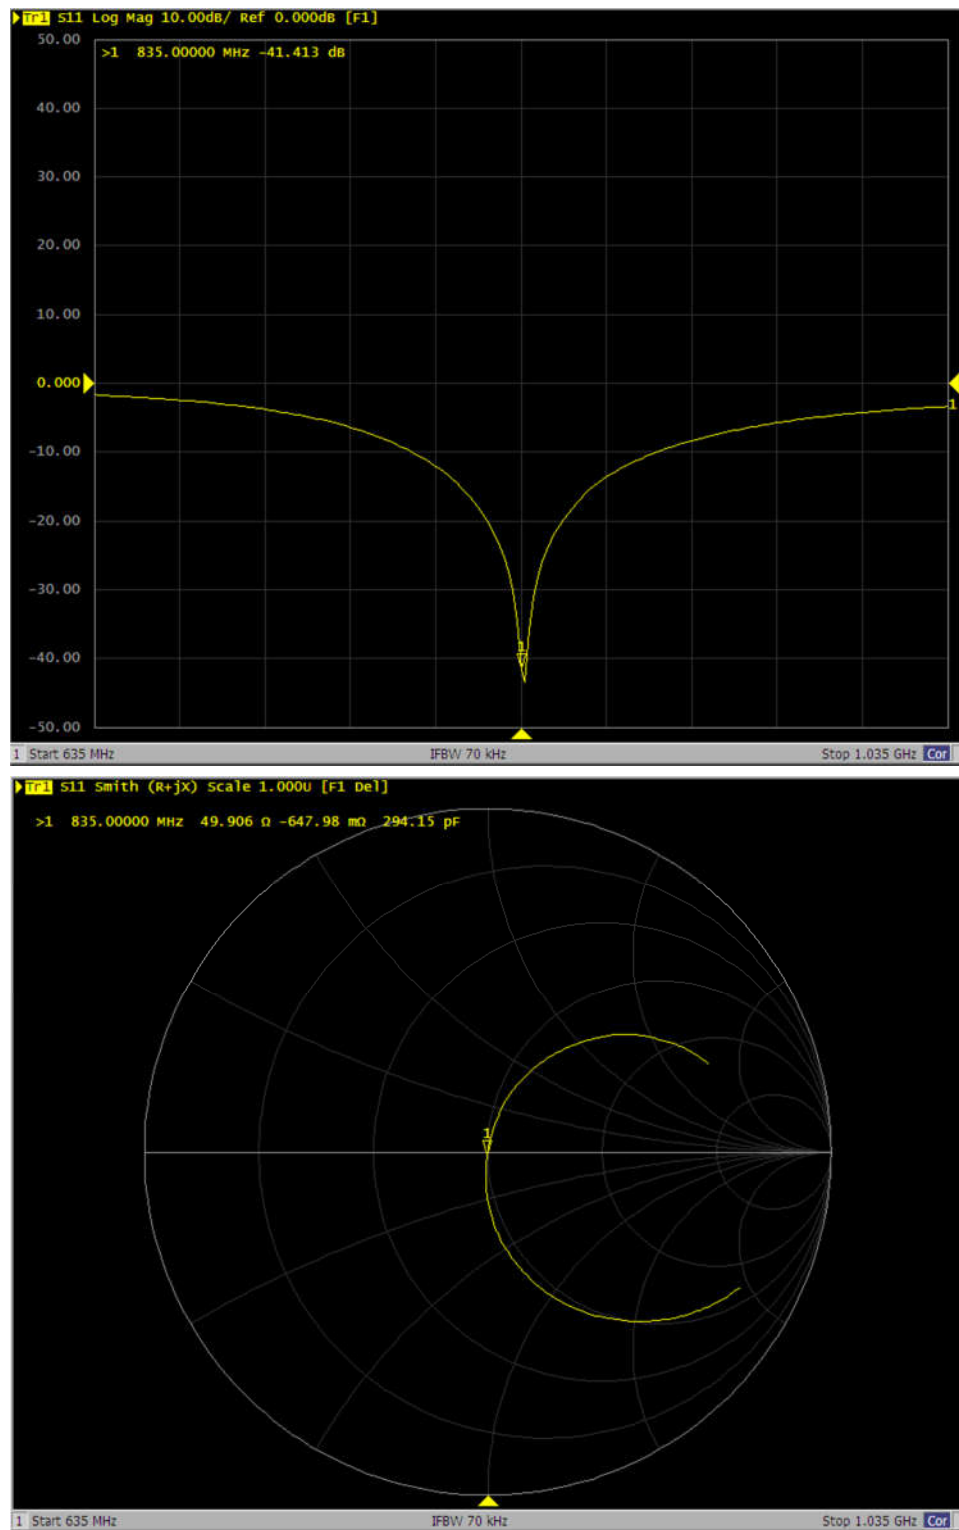 Tr1 S11 Log Mag 10.00dB/ Ref 0.000dB [F1]
50.00
>1 835.00000 MHz -41.413 dB
40.00
30.00
20.00
10.00
0.000
1
-10.00
-20.00
-30.00
1
-40.00
-50.00
1 Start 635 MHz IFBW 70 kHz Stop 1.035 GHz Cor
Tr1 S11 Smith (R+jX) Scale 1.000U [F1 Del]
>1 835.00000 MHz 49.906 Ω -647.98 mΩ 294.15 pF
1
1 Start 635 MHz IFBW 70 kHz Stop 1.035 GHz Cor